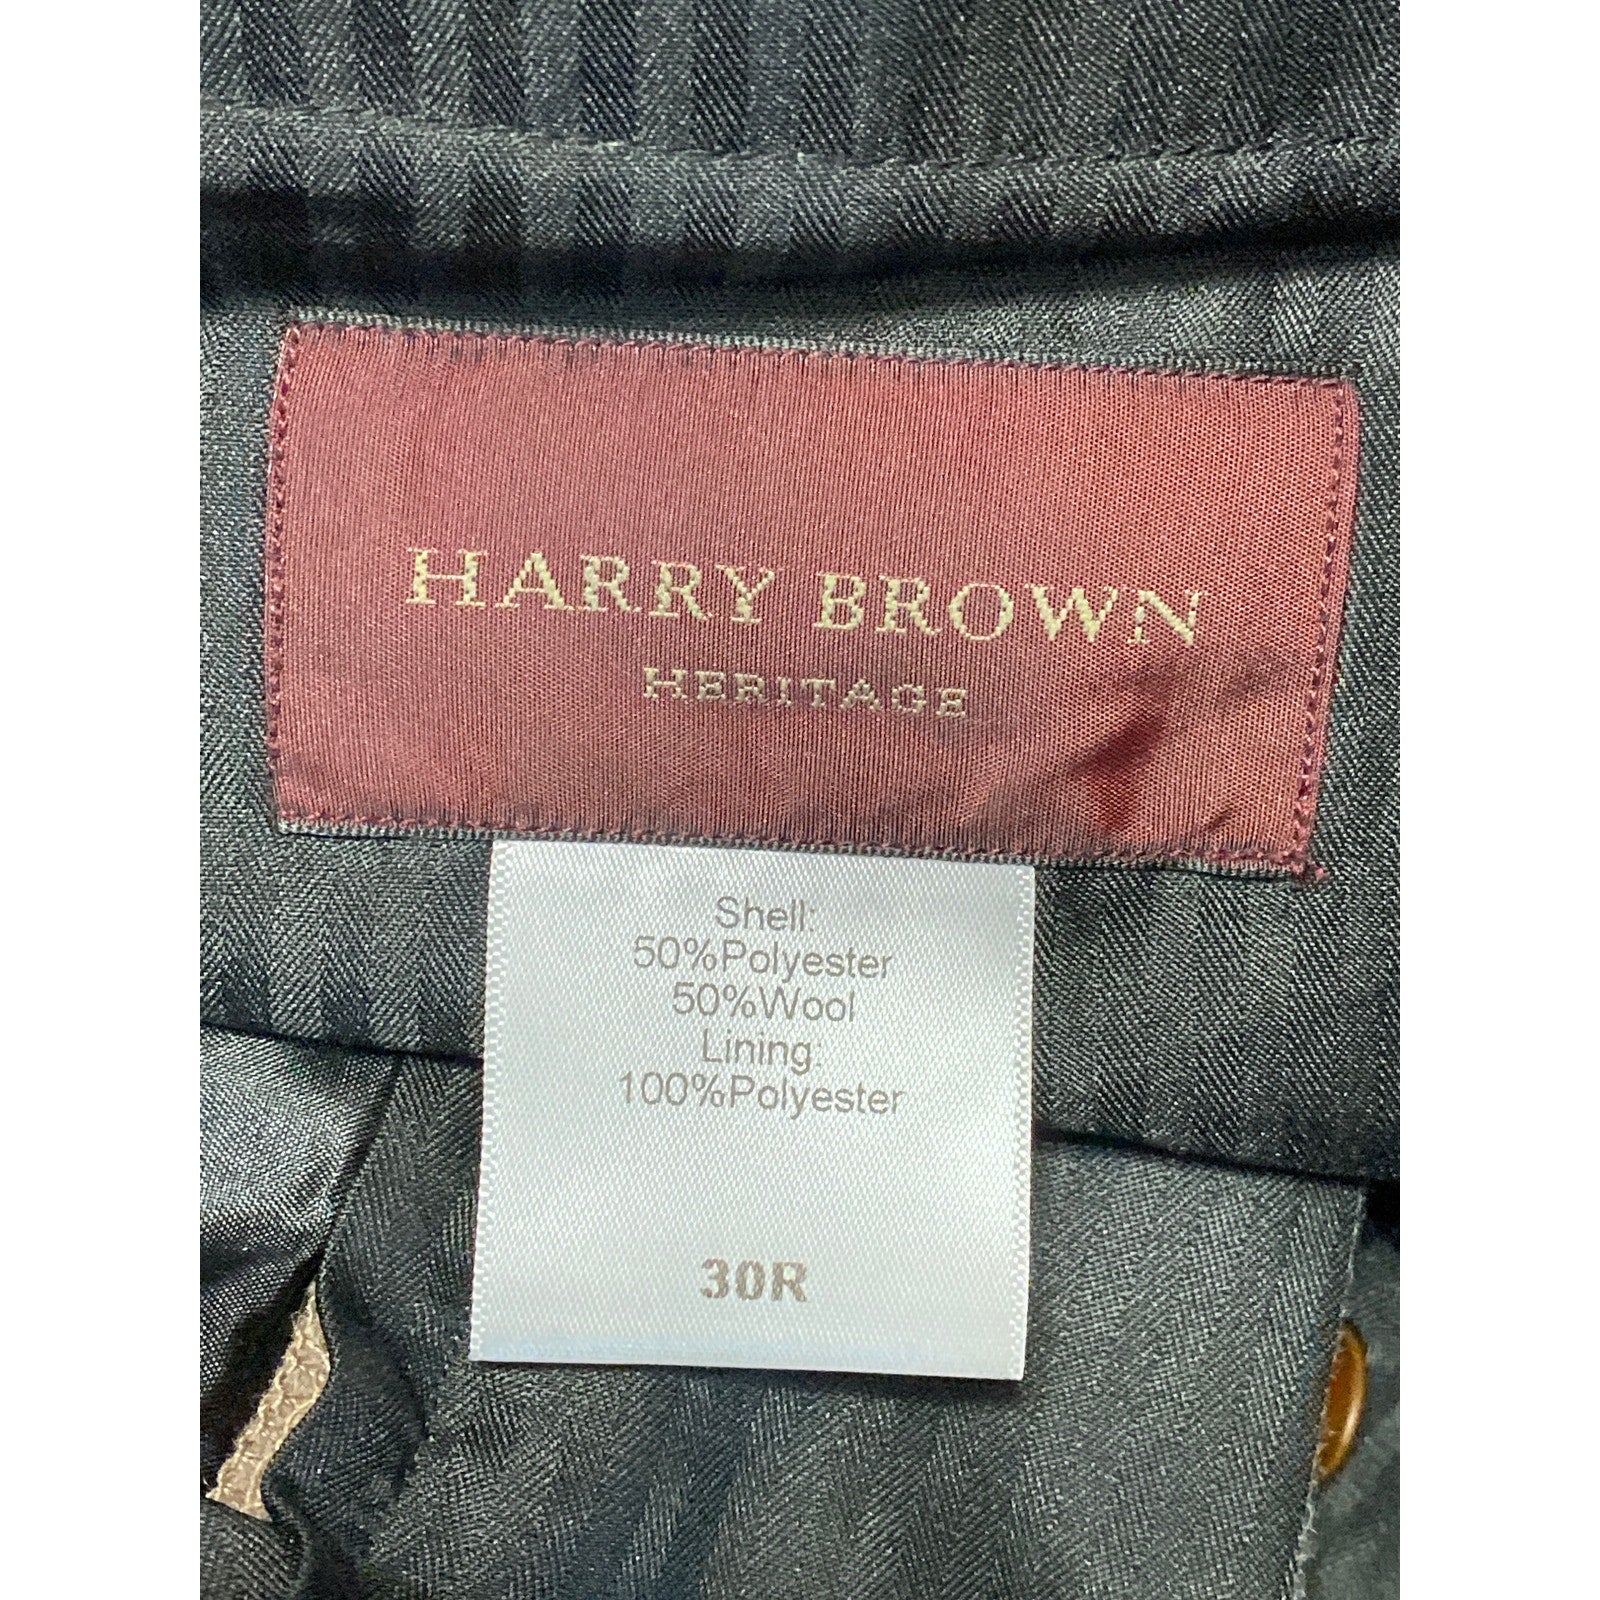 HARRY BROWN
HERITAGE
Shell:
50%Polyester
50%Wool
Lining:
100%Polyester
30R